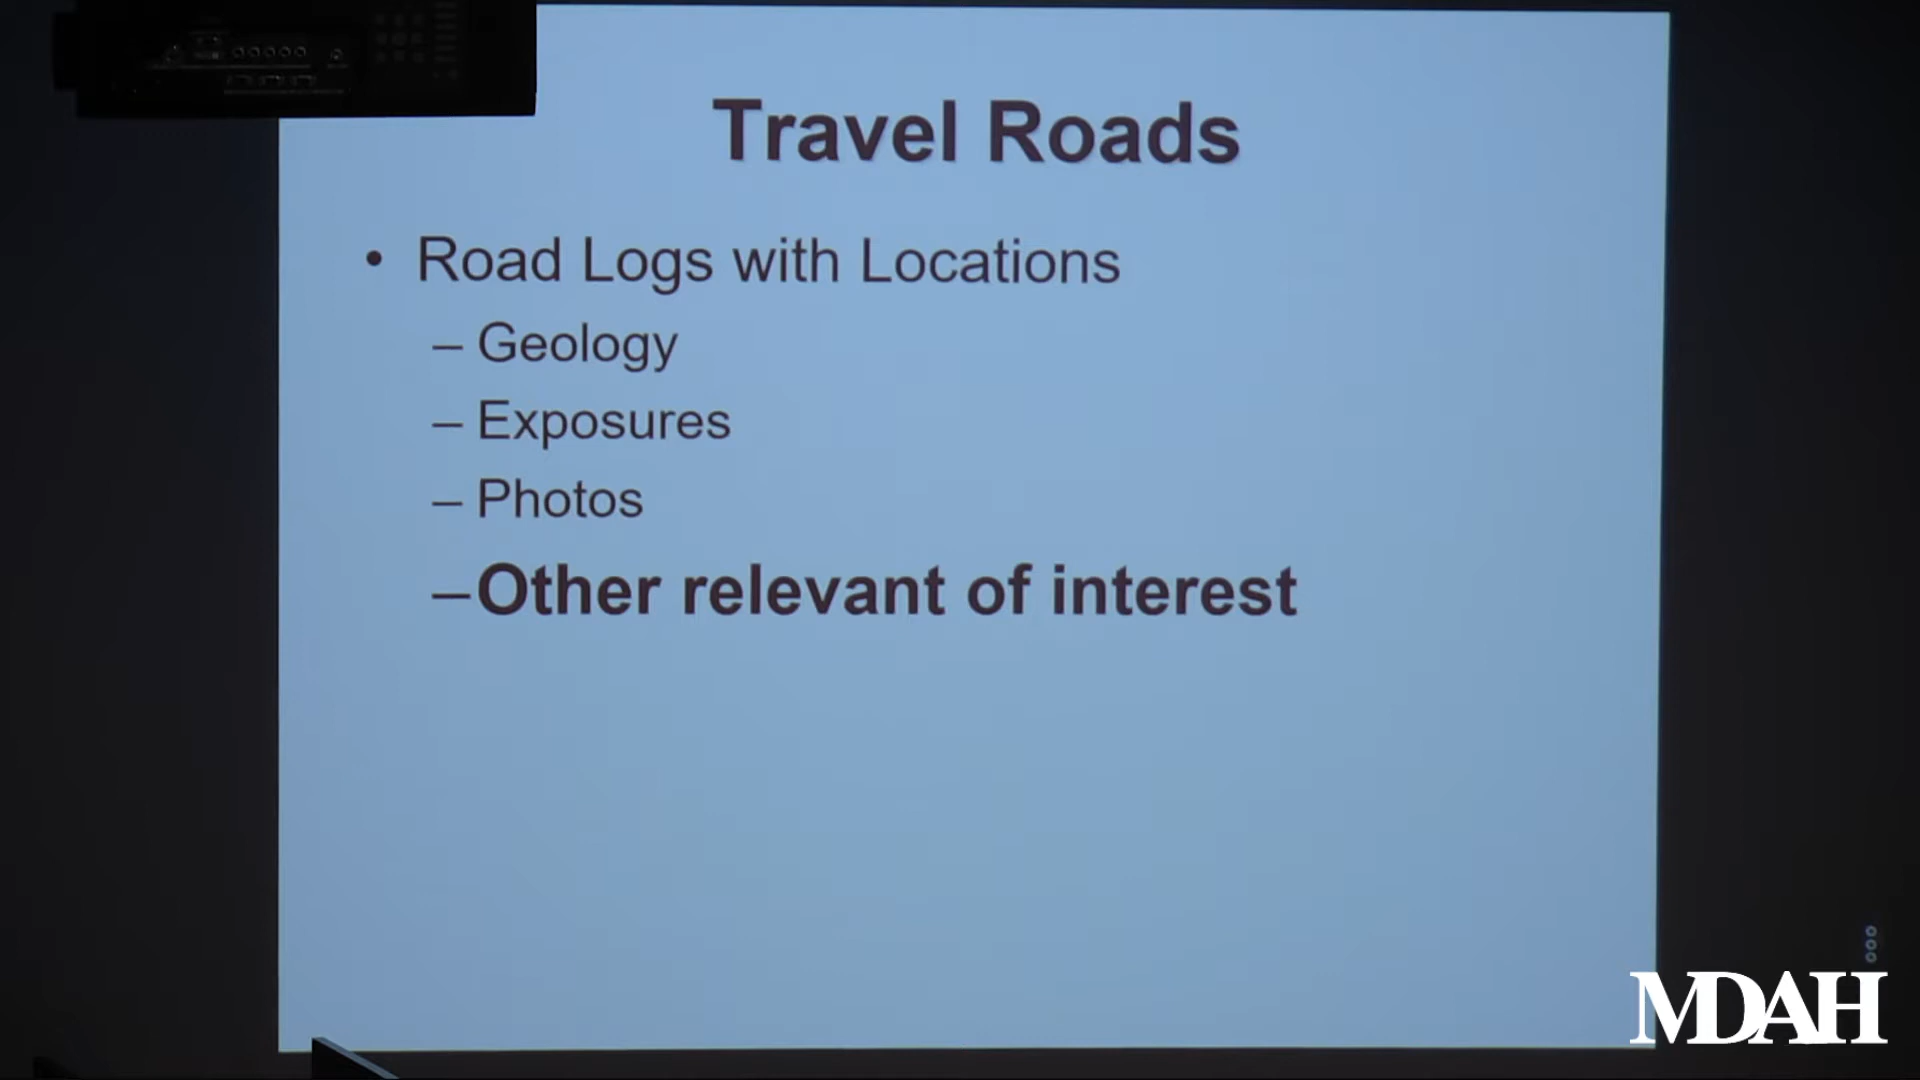 Travel Roads
• Road Logs with Locations
– Geology
– Exposures
– Photos
–Other relevant of interest
MDAH